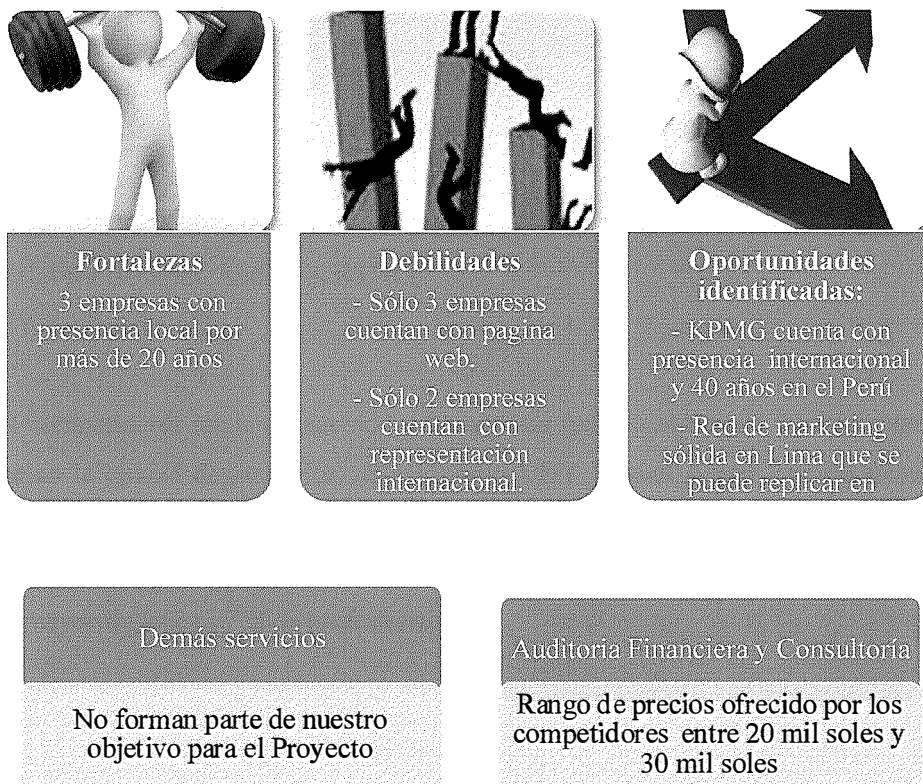 Fortalezas
3 empresas con
presencia local por
más de 20 años
Debilidades
- Sólo 3 empresas
cuentan con pagina
web.
- Sólo 2 empresas
cuentan con
representación
internacional.
Oportunidades
identificadas:
- KPMG cuenta con
presencia internacional
y 40 años en el Perú
- Red de marketing
sólida en Lima que se
puede replicar en
Demás servicios
No forman parte de nuestro
objetivo para el Proyecto
Auditoria Financiera y Consultoría
Rango de precios ofrecido por los
competidores entre 20 mil soles y
30 mil soles